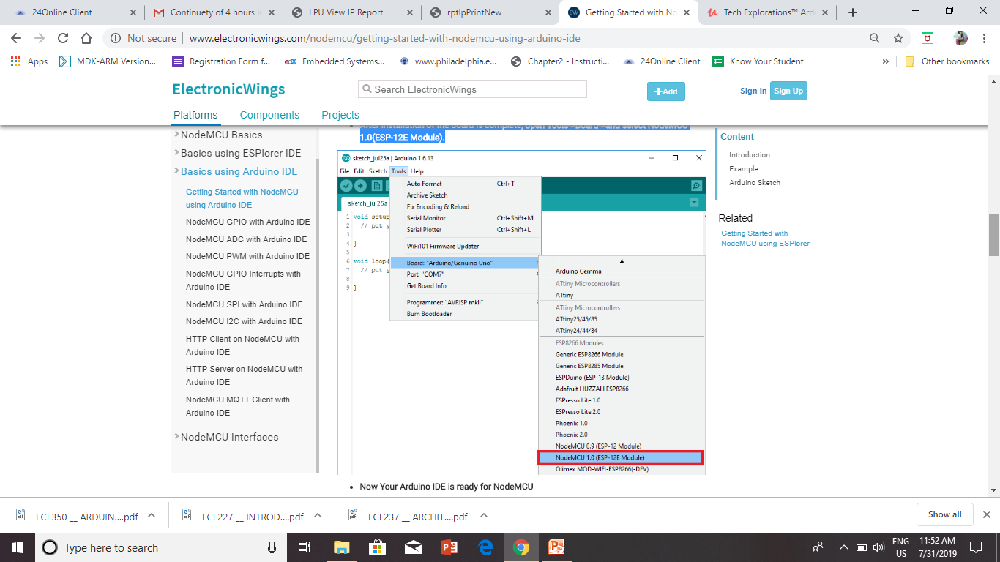 24Online Client
Continuety of 4 hours i
LPU View IP Report
rptIpPrintNew
Getting Started with No
Tech Explorations™ Ard
Not secure | www.electronicwings.com/nodemcu/getting-started-with-nodemcu-using-arduino-ide
Apps
MDK-ARM Version...
Registration Form f...
Embedded Systems...
www.philadelphia.e...
Chapter2 - Instructi...
24Online Client
Know Your Student
»
Other bookmarks
ElectronicWings
Search ElectronicWings
+Add
Sign In
Sign Up
Platforms
Components
Projects
NodeMCU Basics
Basics using ESPlorer IDE
Basics using Arduino IDE
Getting Started with NodeMCU
using Arduino IDE
NodeMCU GPIO with Arduino IDE
NodeMCU ADC with Arduino IDE
NodeMCU PWM with Arduino IDE
NodeMCU GPIO Interrupts with
Arduino IDE
NodeMCU SPI with Arduino IDE
NodeMCU I2C with Arduino IDE
HTTP Client on NodeMCU with
Arduino IDE
HTTP Server on NodeMCU with
Arduino IDE
NodeMCU MQTT Client with
Arduino IDE
NodeMCU Interfaces
After installation of the board is complete, open Tools->Board->and select NodeMCU
1.0(ESP-12E Module).
sketch_jul25a | Arduino 1.6.13
File Edit Sketch Tools Help
sketch_jul25a
1 void setup
2 // put y
3
4 }
5
6 void loop(
7 // put y
8
9 }
Auto Format Ctrl+T
Archive Sketch
Fix Encoding & Reload
Serial Monitor Ctrl+Shift+M
Serial Plotter Ctrl+Shift+L
WiFi101 Firmware Updater
Board: "Arduino/Genuino Uno"
Port: "COM7"
Get Board Info
Programmer: "AVRISP mkII"
Burn Bootloader
Arduino Gemma
ATtiny Microcontrollers
ATtiny
ATtiny Microcontrollers
ATtiny25/45/85
ATtiny24/44/84
ESP8266 Modules
Generic ESP8266 Module
Generic ESP8285 Module
ESPDuino (ESP-13 Module)
Adafruit HUZZAH ESP8266
ESPresso Lite 1.0
ESPresso Lite 2.0
Phoenix 1.0
Phoenix 2.0
NodeMCU 0.9 (ESP-12 Module)
NodeMCU 1.0 (ESP-12E Module)
Olimex MOD-WIFI-ESP8266(-DEV)
• Now Your Arduino IDE is ready for NodeMCU
Content
Introduction
Example
Arduino Sketch
Related
Getting Started with
NodeMCU using ESPlorer
ECE350 __ ARDUIN....pdf
ECE227 __ INTROD....pdf
ECE237 __ ARCHIT....pdf
Show all
Type here to search
ENG
US
11:52 AM
7/31/2019